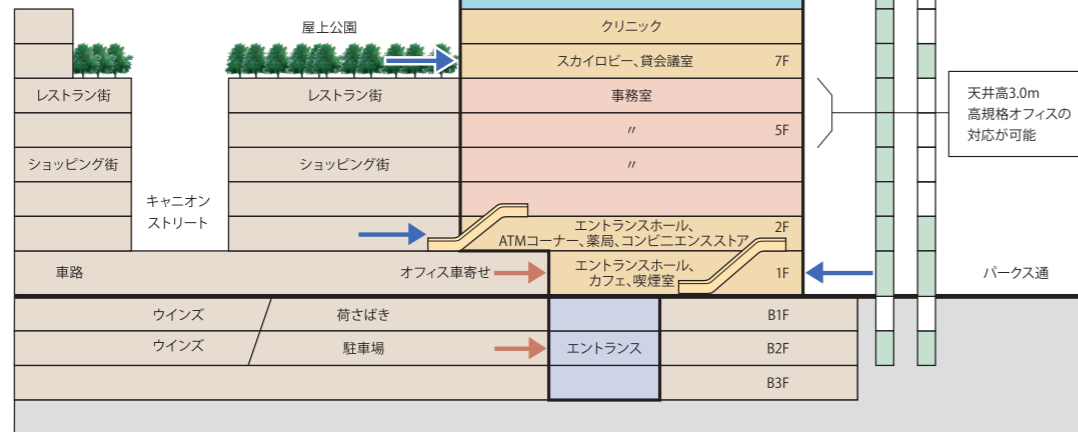 屋上公園
クリニック
スカイロビー、貸会議室
7F
レストラン街
レストラン街
事務室
天井高3.0m
高規格オフィスの
対応が可能
〃
5F
ショッピング街
ショッピング街
〃
キャニオン
ストリート
エントランスホール、
ATMコーナー、薬局、コンビニエンスストア
2F
車路
オフィス車寄せ
エントランスホール、
カフェ、喫煙室
1F
パークス通
ウインズ
荷さばき
B1F
ウインズ
駐車場
エントランス
B2F
B3F